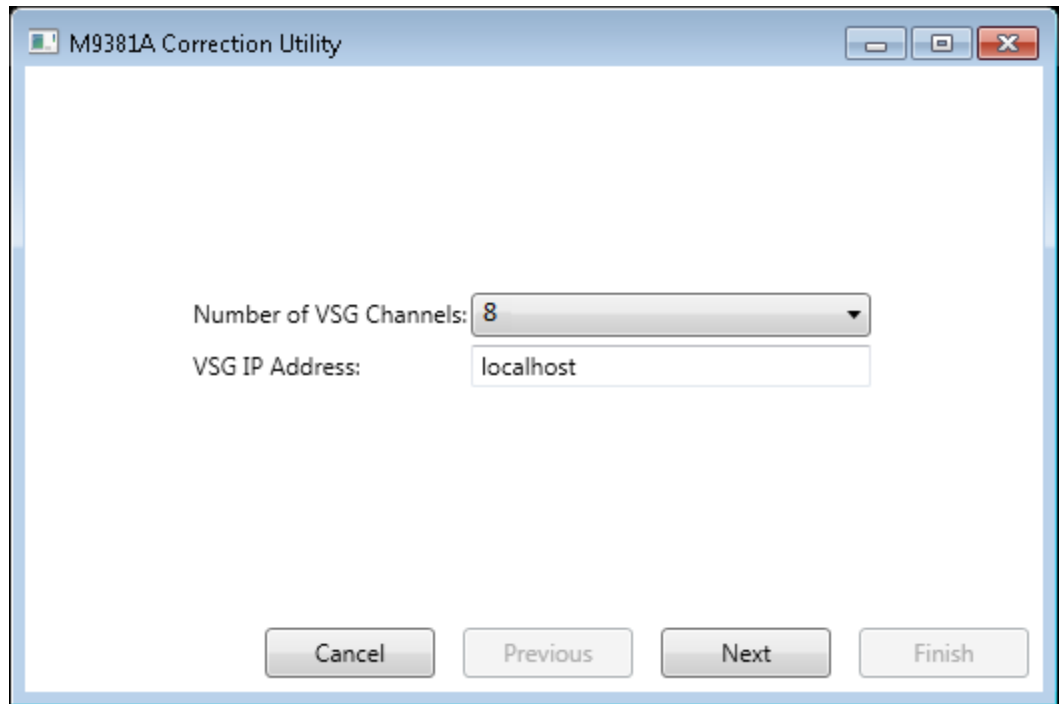 M9381A Correction Utility
Number of VSG Channels: 8
VSG IP Address: localhost
Cancel Previous Next Finish